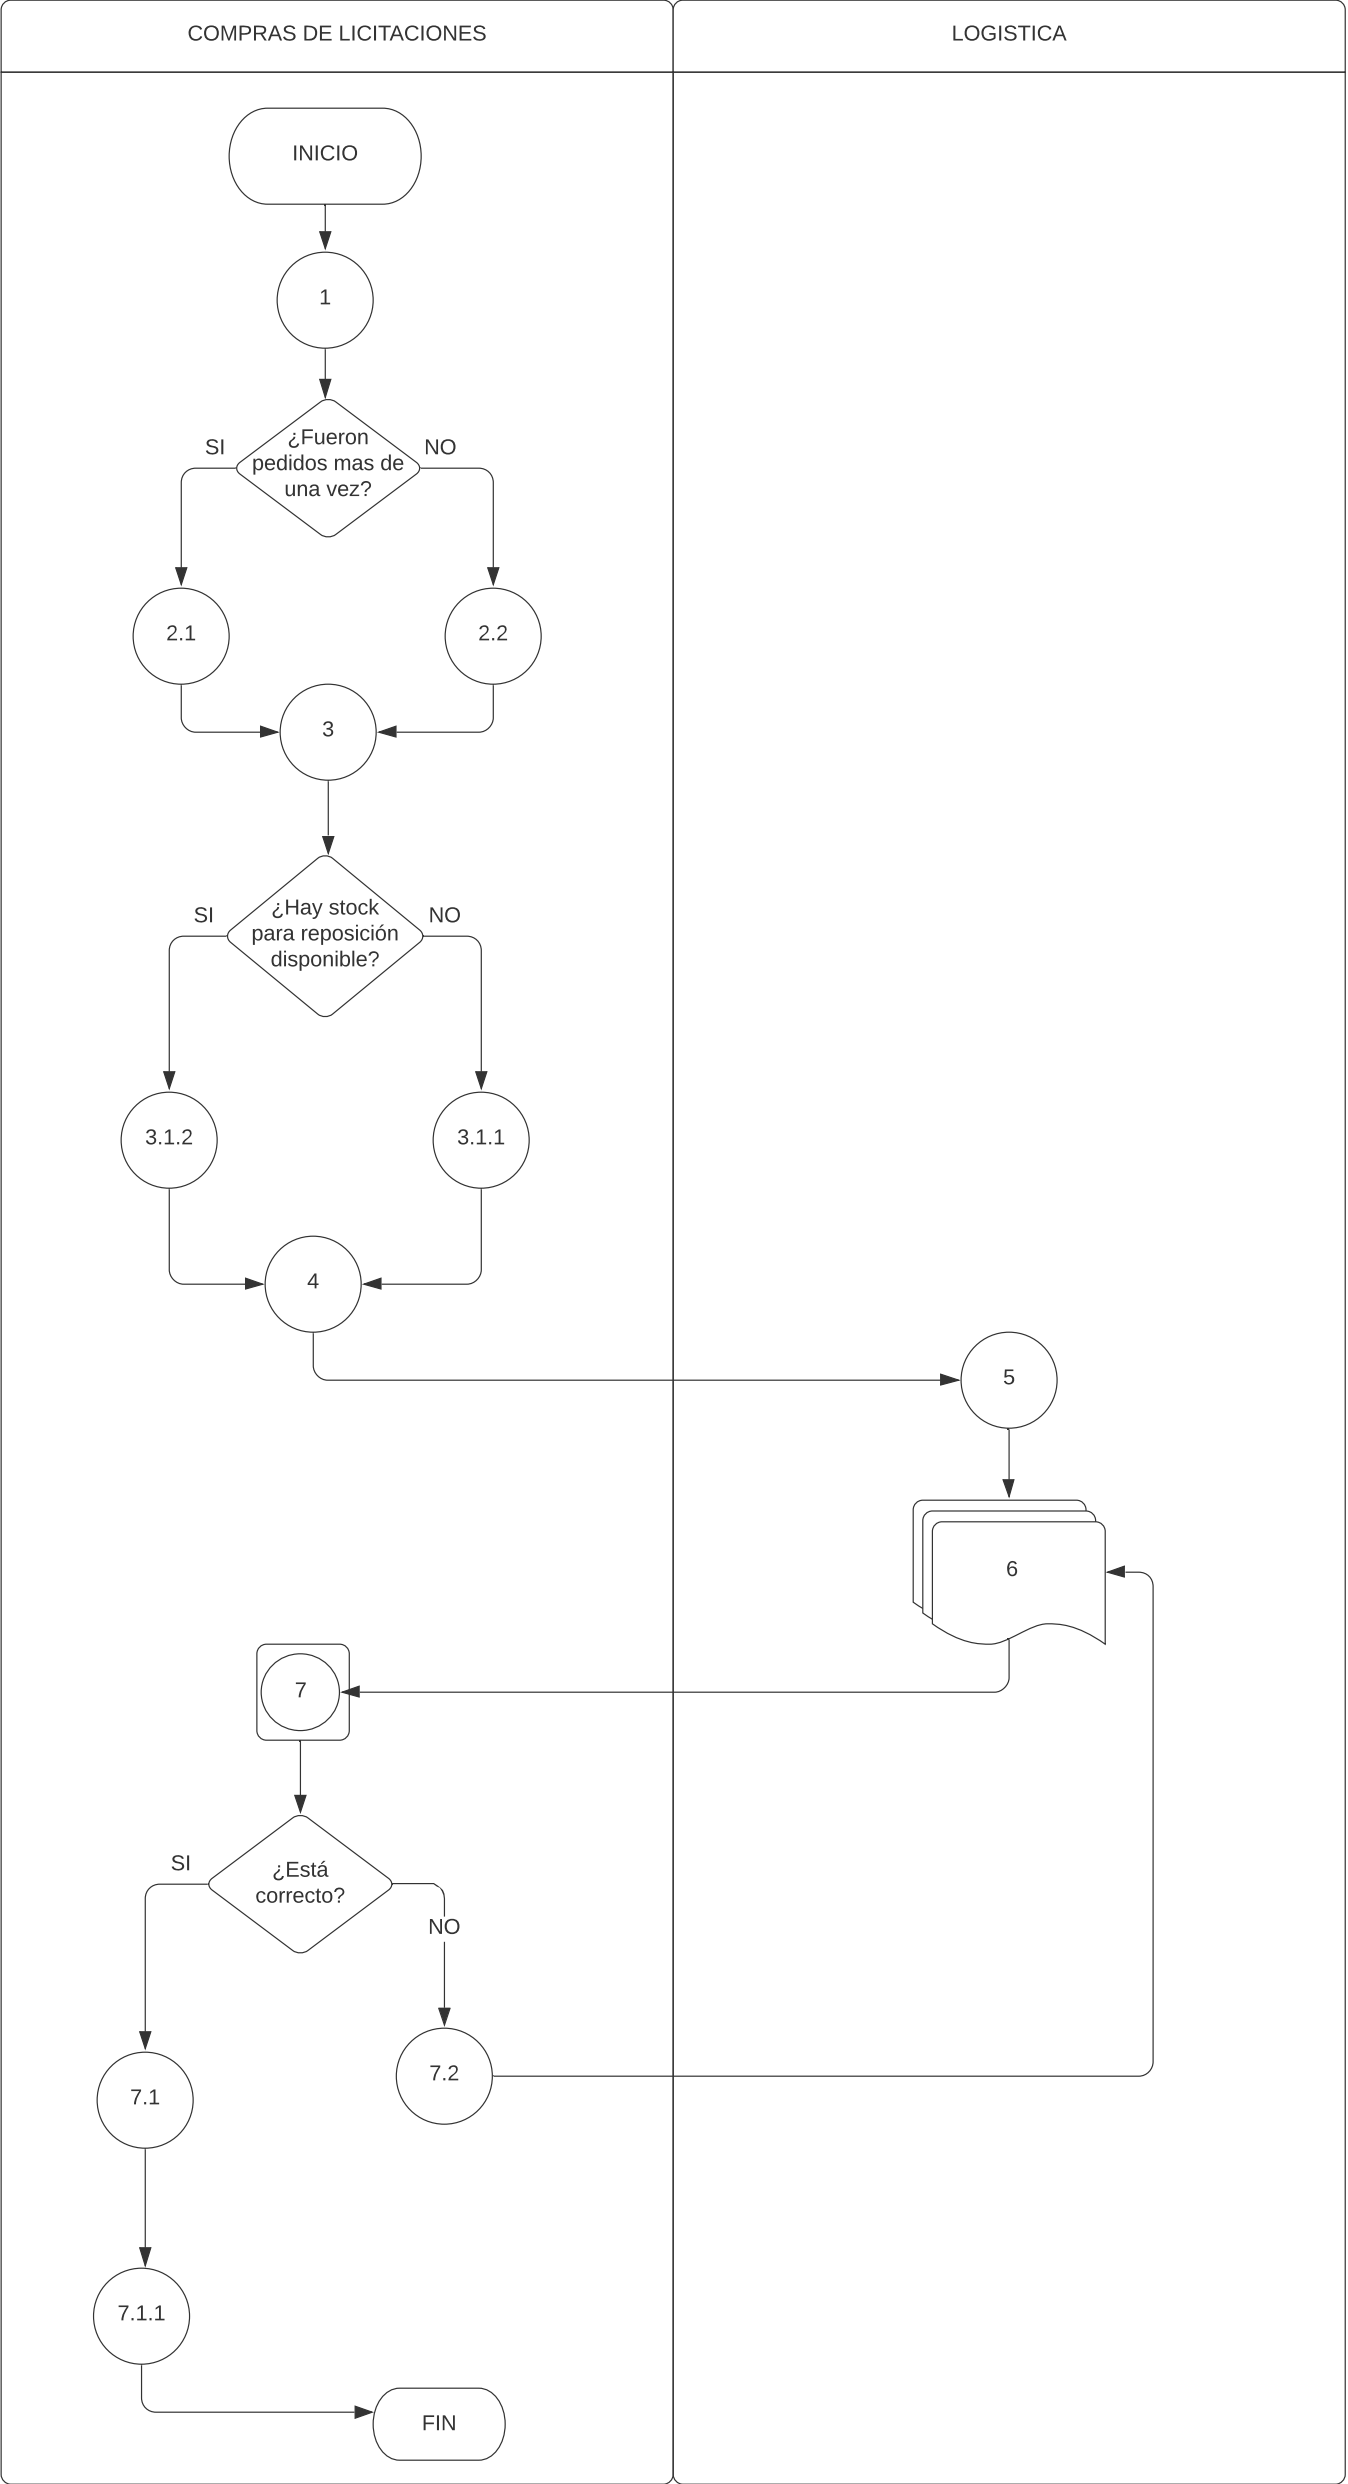 COMPRAS DE LICITACIONES
LOGISTICA
INICIO
1
SI
¿Fueron
pedidos mas de
una vez?
NO
2.1
2.2
3
SI
¿Hay stock
para reposición
disponible?
NO
3.1.2
3.1.1
4
5
6
7
SI
¿Está
correcto?
NO
7.2
7.1
7.1.1
FIN